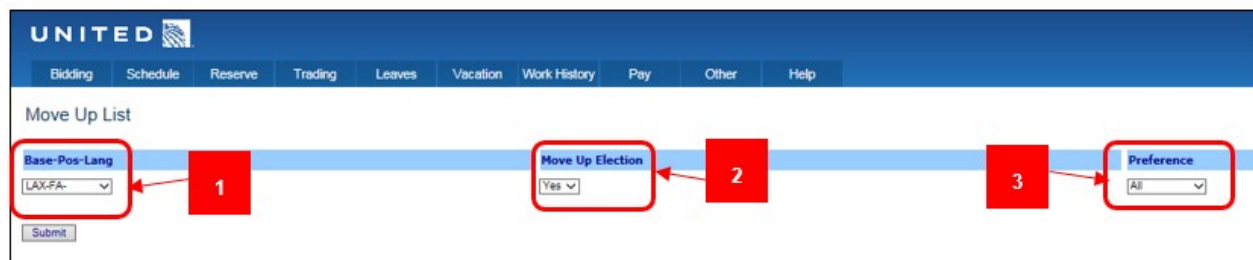 UNITED
Bidding Schedule Reserve Trading Leaves Vacation Work History Pay Other Help
Move Up List
Base-Pos-Lang Move Up Election Preference
LAX-FA- 1 Yes 2 3 All
Submit